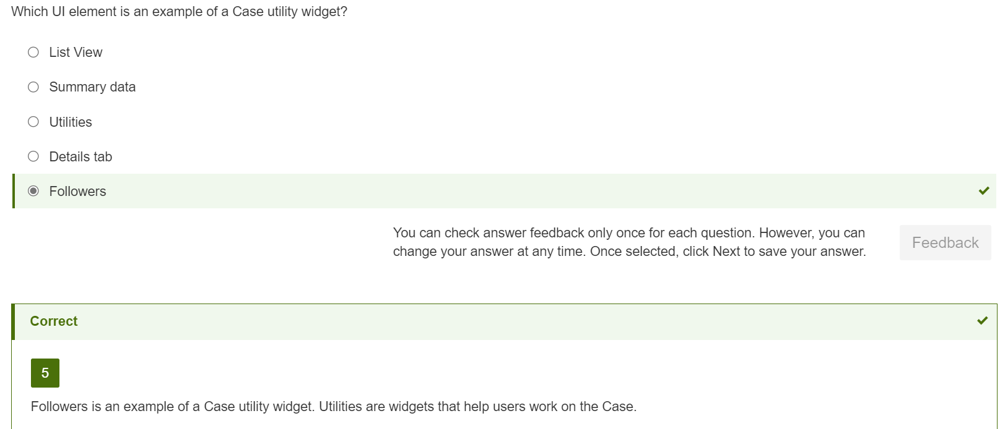 Which UI element is an example of a Case utility widget?
List View
Summary data
Utilities
Details tab
Followers
You can check answer feedback only once for each question. However, you can
change your answer at any time. Once selected, click Next to save your answer.
Feedback
Correct
5
Followers is an example of a Case utility widget. Utilities are widgets that help users work on the Case.